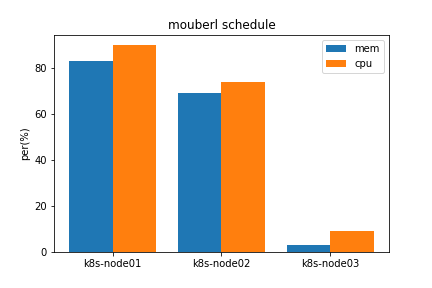 mouberl schedule
mem
cpu
per(%)
80
60
40
20
0
k8s-node01 k8s-node02 k8s-node03